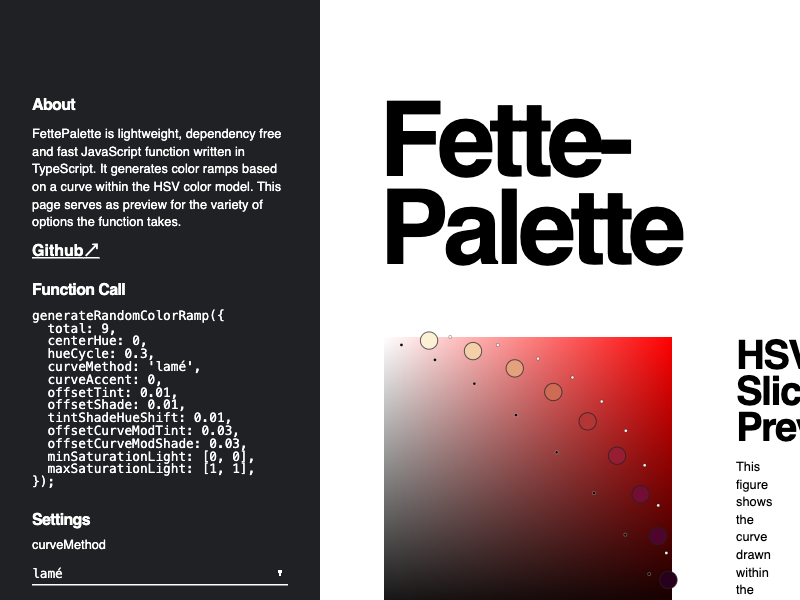 About
FettePalette is lightweight, dependency free
and fast JavaScript function written in
TypeScript. It generates color ramps based
on a curve within the HSV color model. This
page serves as preview for the variety of
options the function takes.
Github↗
Function Call
generateRandomColorRamp({
  total: 9,
  centerHue: 0,
  hueCycle: 0.3,
  curveMethod: 'lamé',
  curveAccent: 0,
  offsetTint: 0.01,
  offsetShade: 0.01,
  tintShadeHueShift: 0.01,
  offsetCurveModTint: 0.03,
  offsetCurveModShade: 0.03,
  minSaturationLight: [0, 0],
  maxSaturationLight: [1, 1],
});
Settings
curveMethod
lamé
Fette-
Palette
HSV
Slic
Prev
This
figure
shows
the
curve
drawn
within
the